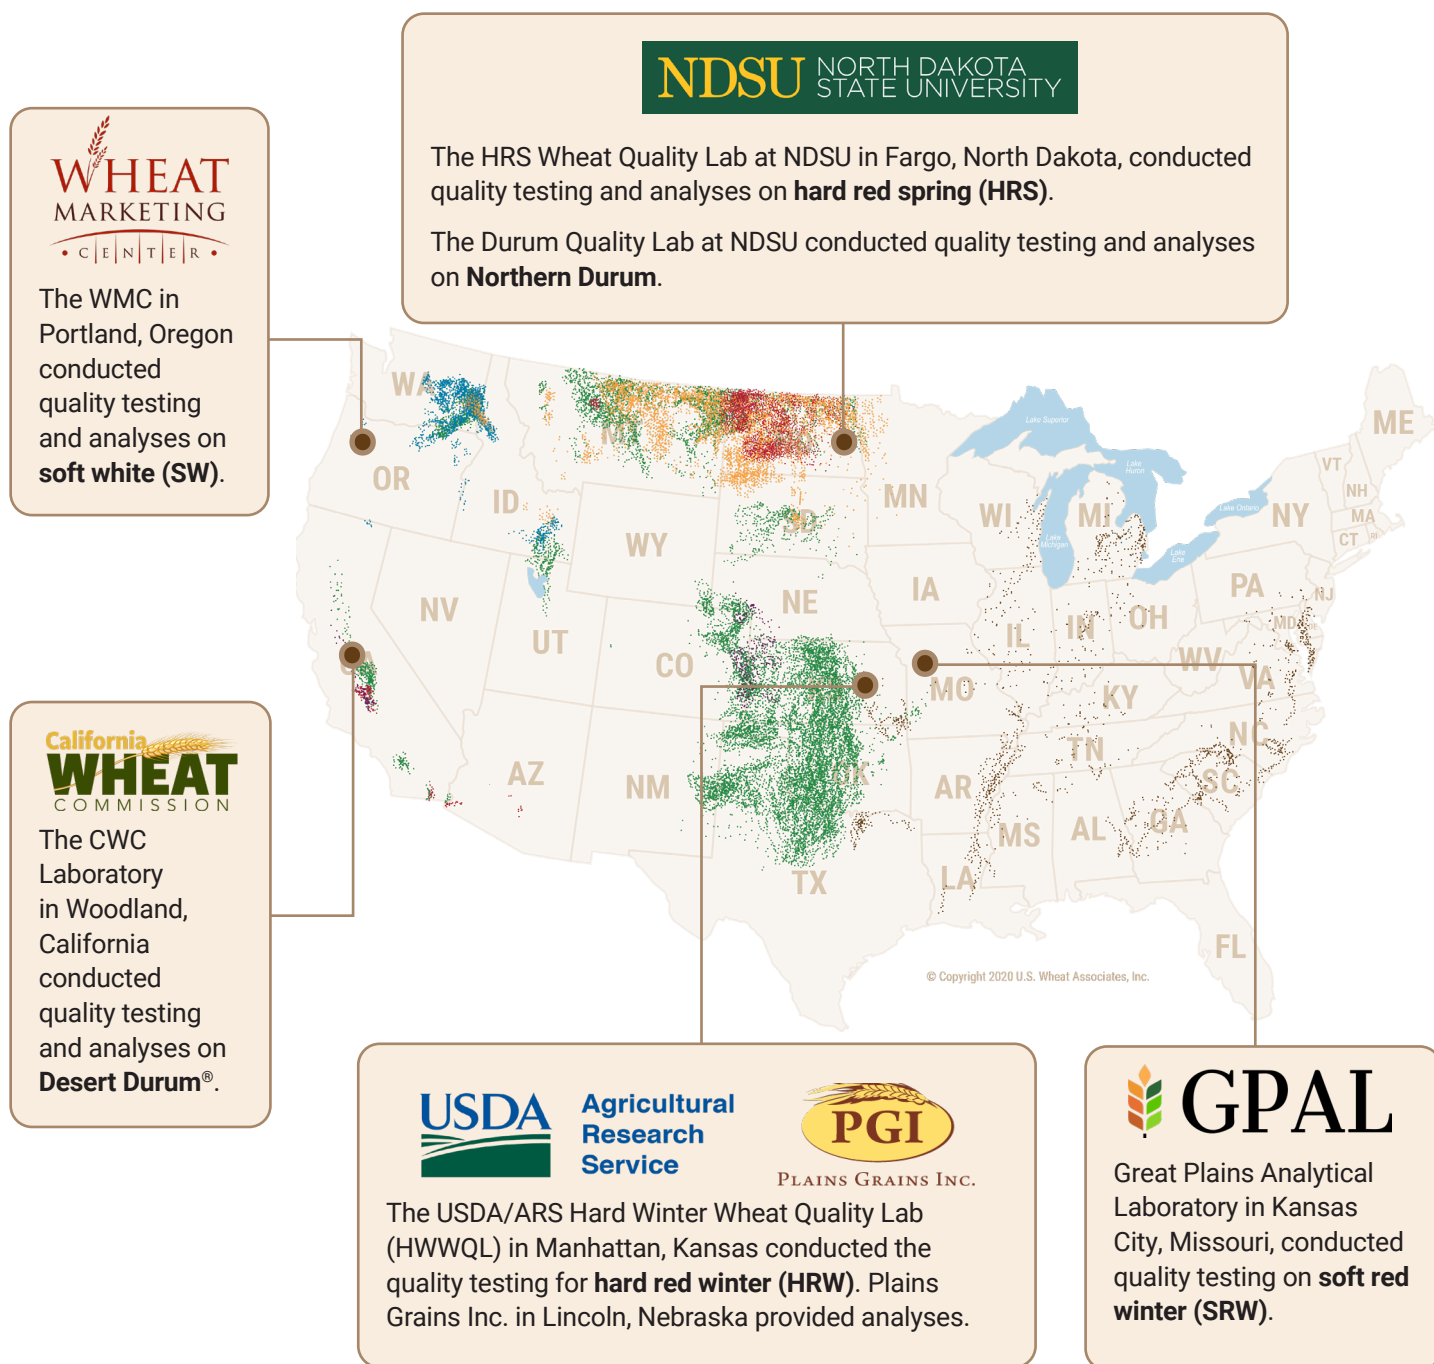 NDSU NORTH DAKOTA
STATE UNIVERSITY
The HRS Wheat Quality Lab at NDSU in Fargo, North Dakota, conducted
quality testing and analyses on hard red spring (HRS).
The Durum Quality Lab at NDSU conducted quality testing and analyses
on Northern Durum.
WHEAT
MARKETING
• C|E|N|T|E|R •
The WMC in
Portland, Oregon
conducted
quality testing
and analyses on
soft white (SW).
WA
OR
ID
MT
ND
SD
MN
WI
MI
NY
VT
NH
MA
CT
RI
ME
Lake Superior
Lake Huron
Lake Michigan
Lake Ontario
Lake Erie
WY
NV
UT
CO
NE
IA
IL
IN
OH
PA
NJ
MD
CA
MO
KY
WV
VA
AZ
NM
OK
AR
TN
NC
SC
MS
AL
GA
TX
LA
FL
© Copyright 2020 U.S. Wheat Associates, Inc.
California
WHEAT
COMMISSION
The CWC
Laboratory
in Woodland,
California
conducted
quality testing
and analyses on
Desert Durum®.
USDA
Agricultural
Research
Service
PGI
PLAINS GRAINS INC.
The USDA/ARS Hard Winter Wheat Quality Lab
(HWWQL) in Manhattan, Kansas conducted the
quality testing for hard red winter (HRW). Plains
Grains Inc. in Lincoln, Nebraska provided analyses.
GPAL
Great Plains Analytical
Laboratory in Kansas
City, Missouri, conducted
quality testing on soft red
winter (SRW).